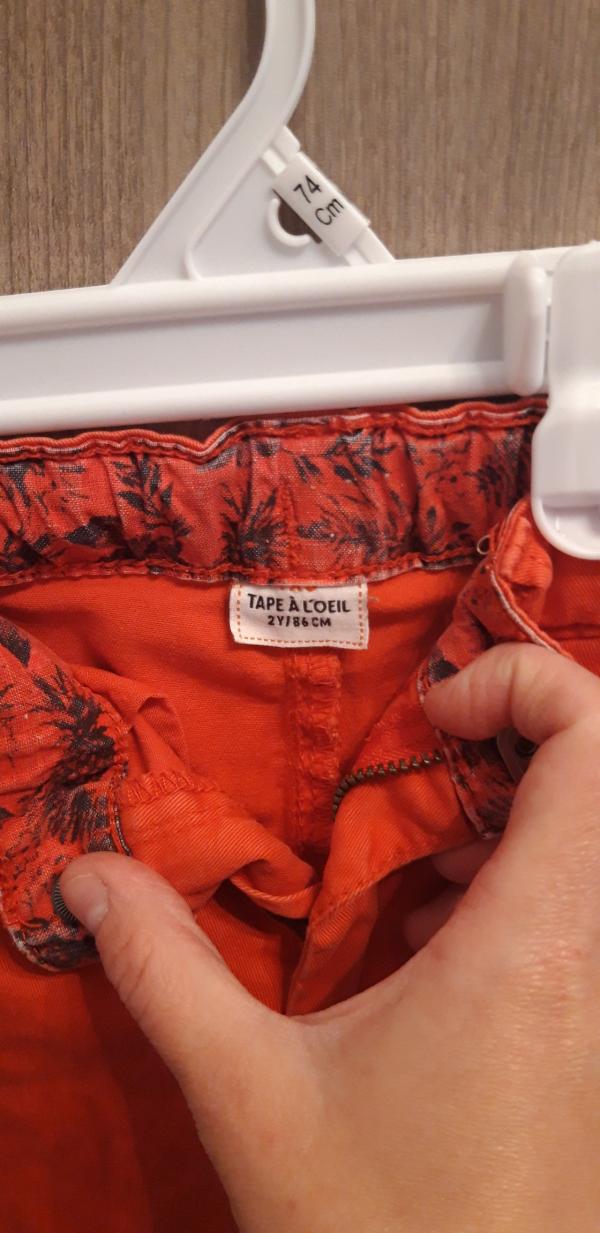 74
Cm
TAPE À L'OEIL
2Y/86CM